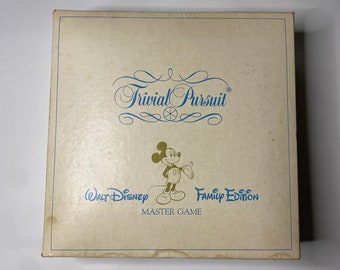 Trivial Pursuit®
Walt Disney Family Edition
MASTER GAME